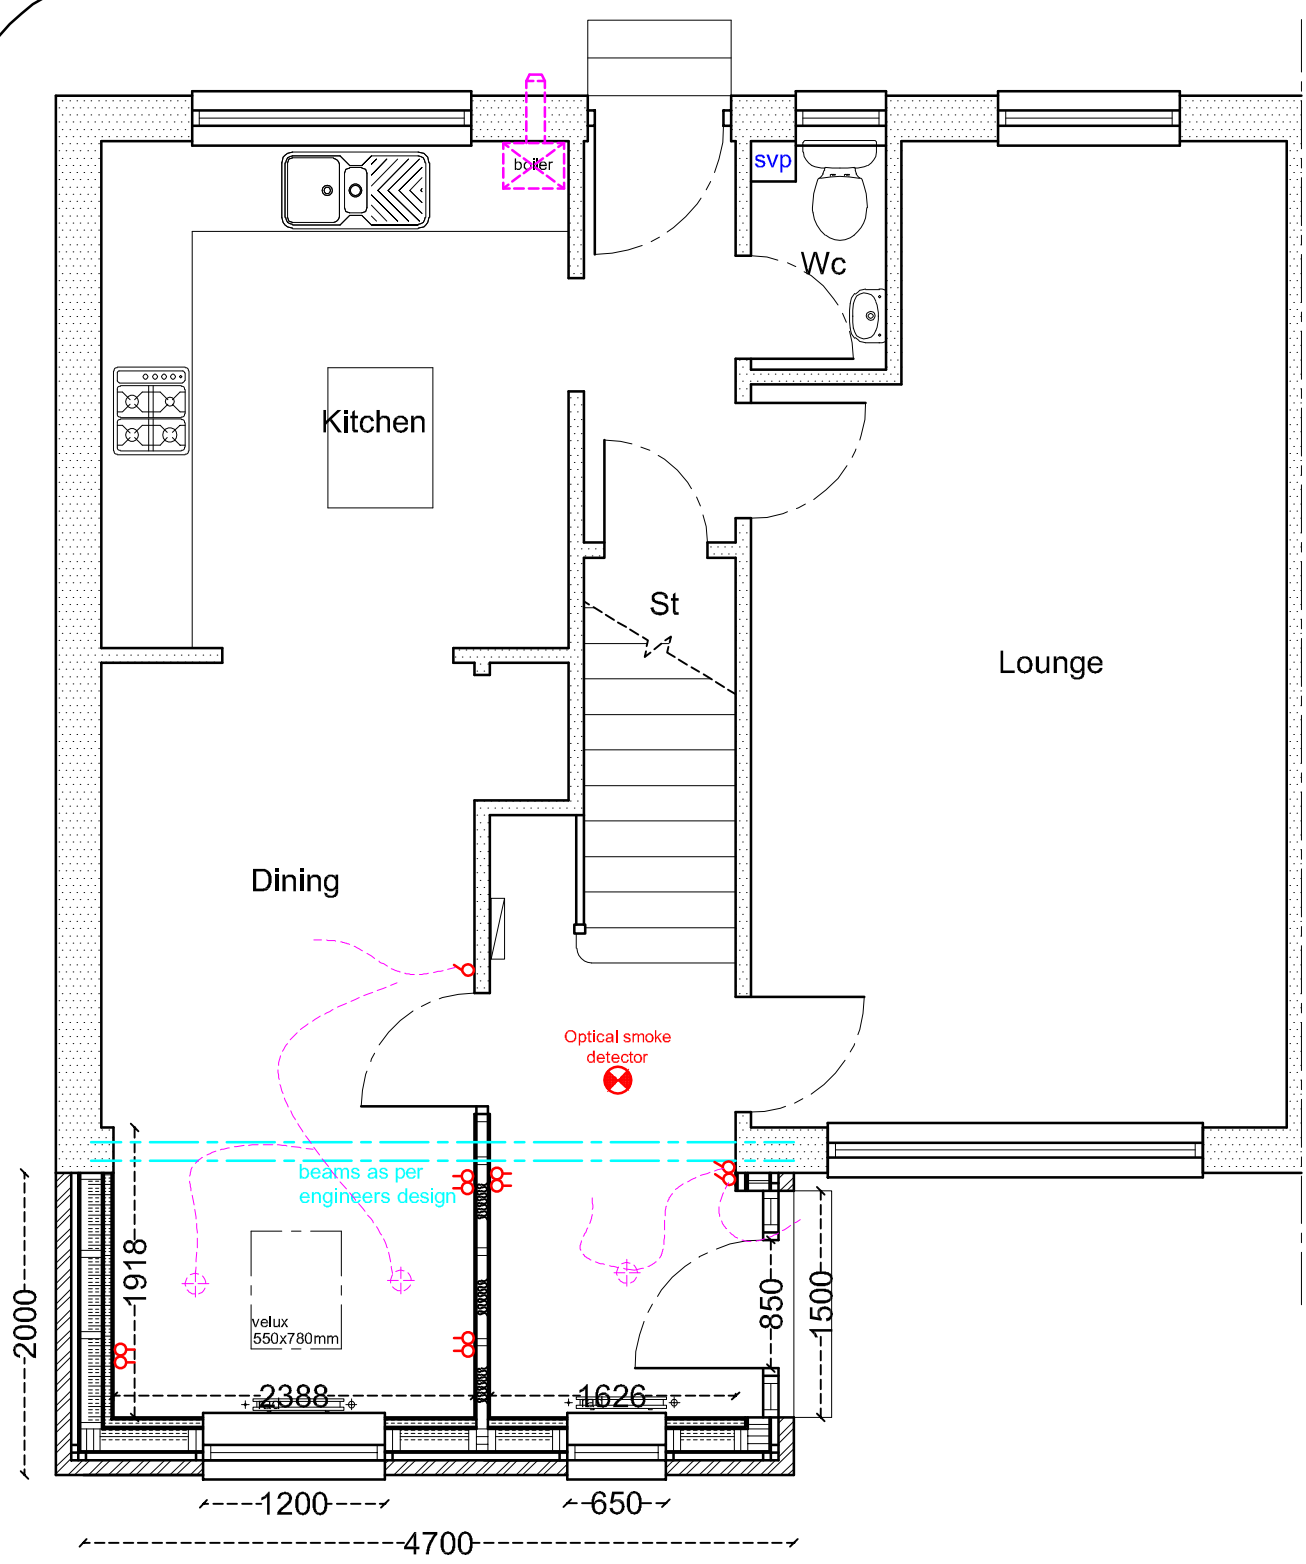 boiler
svp
Wc
Kitchen
St
Lounge
Dining
Optical smoke
detector
beams as per
engineers design
1918
2000
velux
550x780mm
850
1500
2388
1626
1200
650
4700